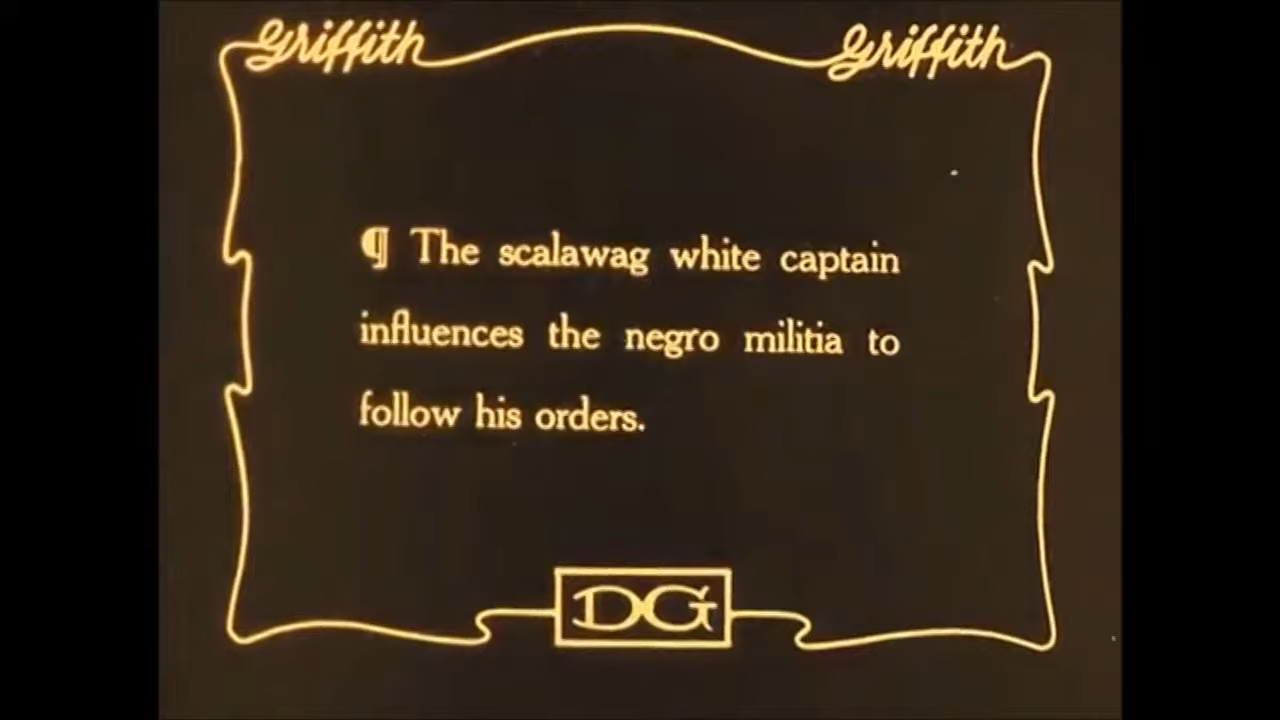 Griffith Griffith
¶ The scalawag white captain
influences the negro militia to
follow his orders.
DG